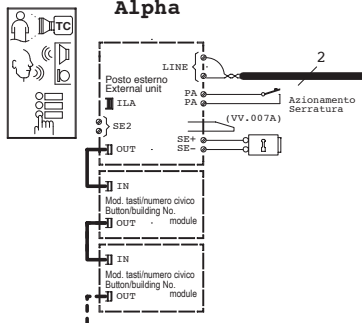 Alpha
TC
LINE
2
Posto esterno
External unit
PA
PA
ILA
Azionamento
Serratura
(VV.007A)
SE2
SE+
SE-
OUT
IN
Mod. tasti/numero civico
Button/building No.
module
OUT
IN
Mod. tasti/numero civico
Button/building No.
module
OUT